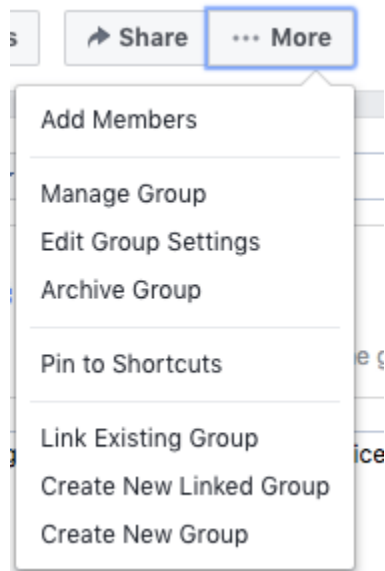 s
Share
··· More
Add Members
Manage Group
Edit Group Settings
Archive Group
Pin to Shortcuts
e g
Link Existing Group
g
ice
Create New Linked Group
Create New Group